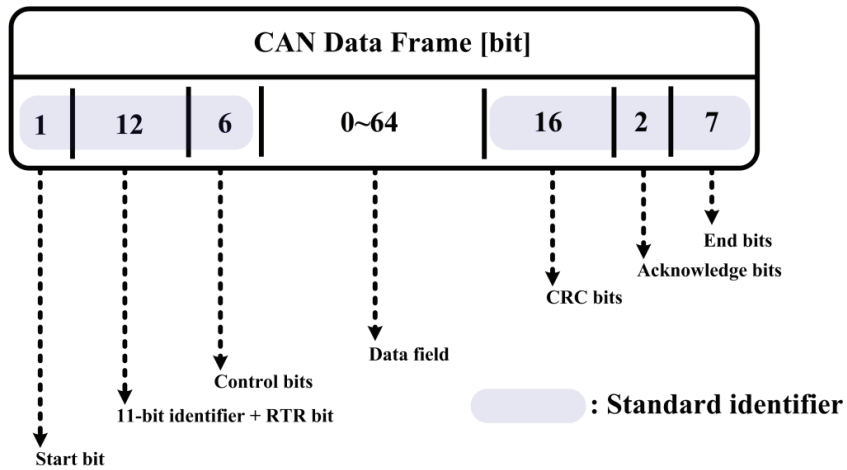 CAN Data Frame [bit]
1 12 6 0~64 16 2 7
End bits
Acknowledge bits
CRC bits
Data field
Control bits
11-bit identifier + RTR bit
Start bit
: Standard identifier